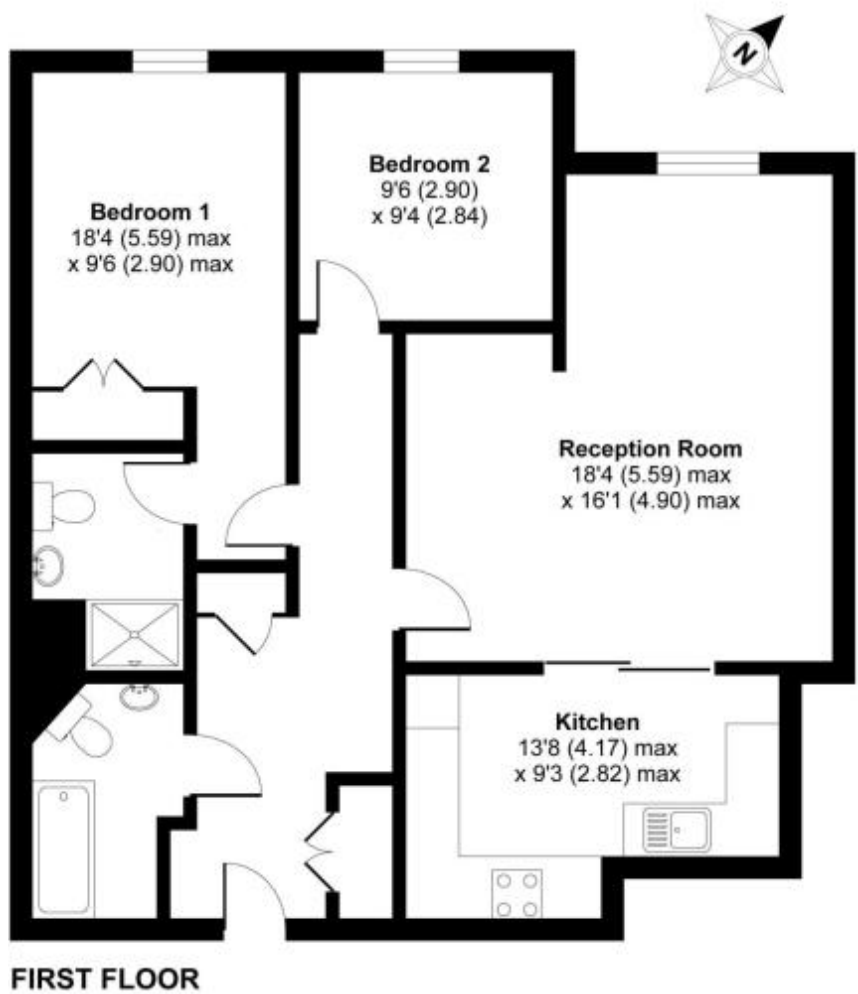 N
Bedroom 2
9'6 (2.90)
x 9'4 (2.84)
Bedroom 1
18'4 (5.59) max
x 9'6 (2.90) max
Reception Room
18'4 (5.59) max
x 16'1 (4.90) max
Kitchen
13'8 (4.17) max
x 9'3 (2.82) max
FIRST FLOOR